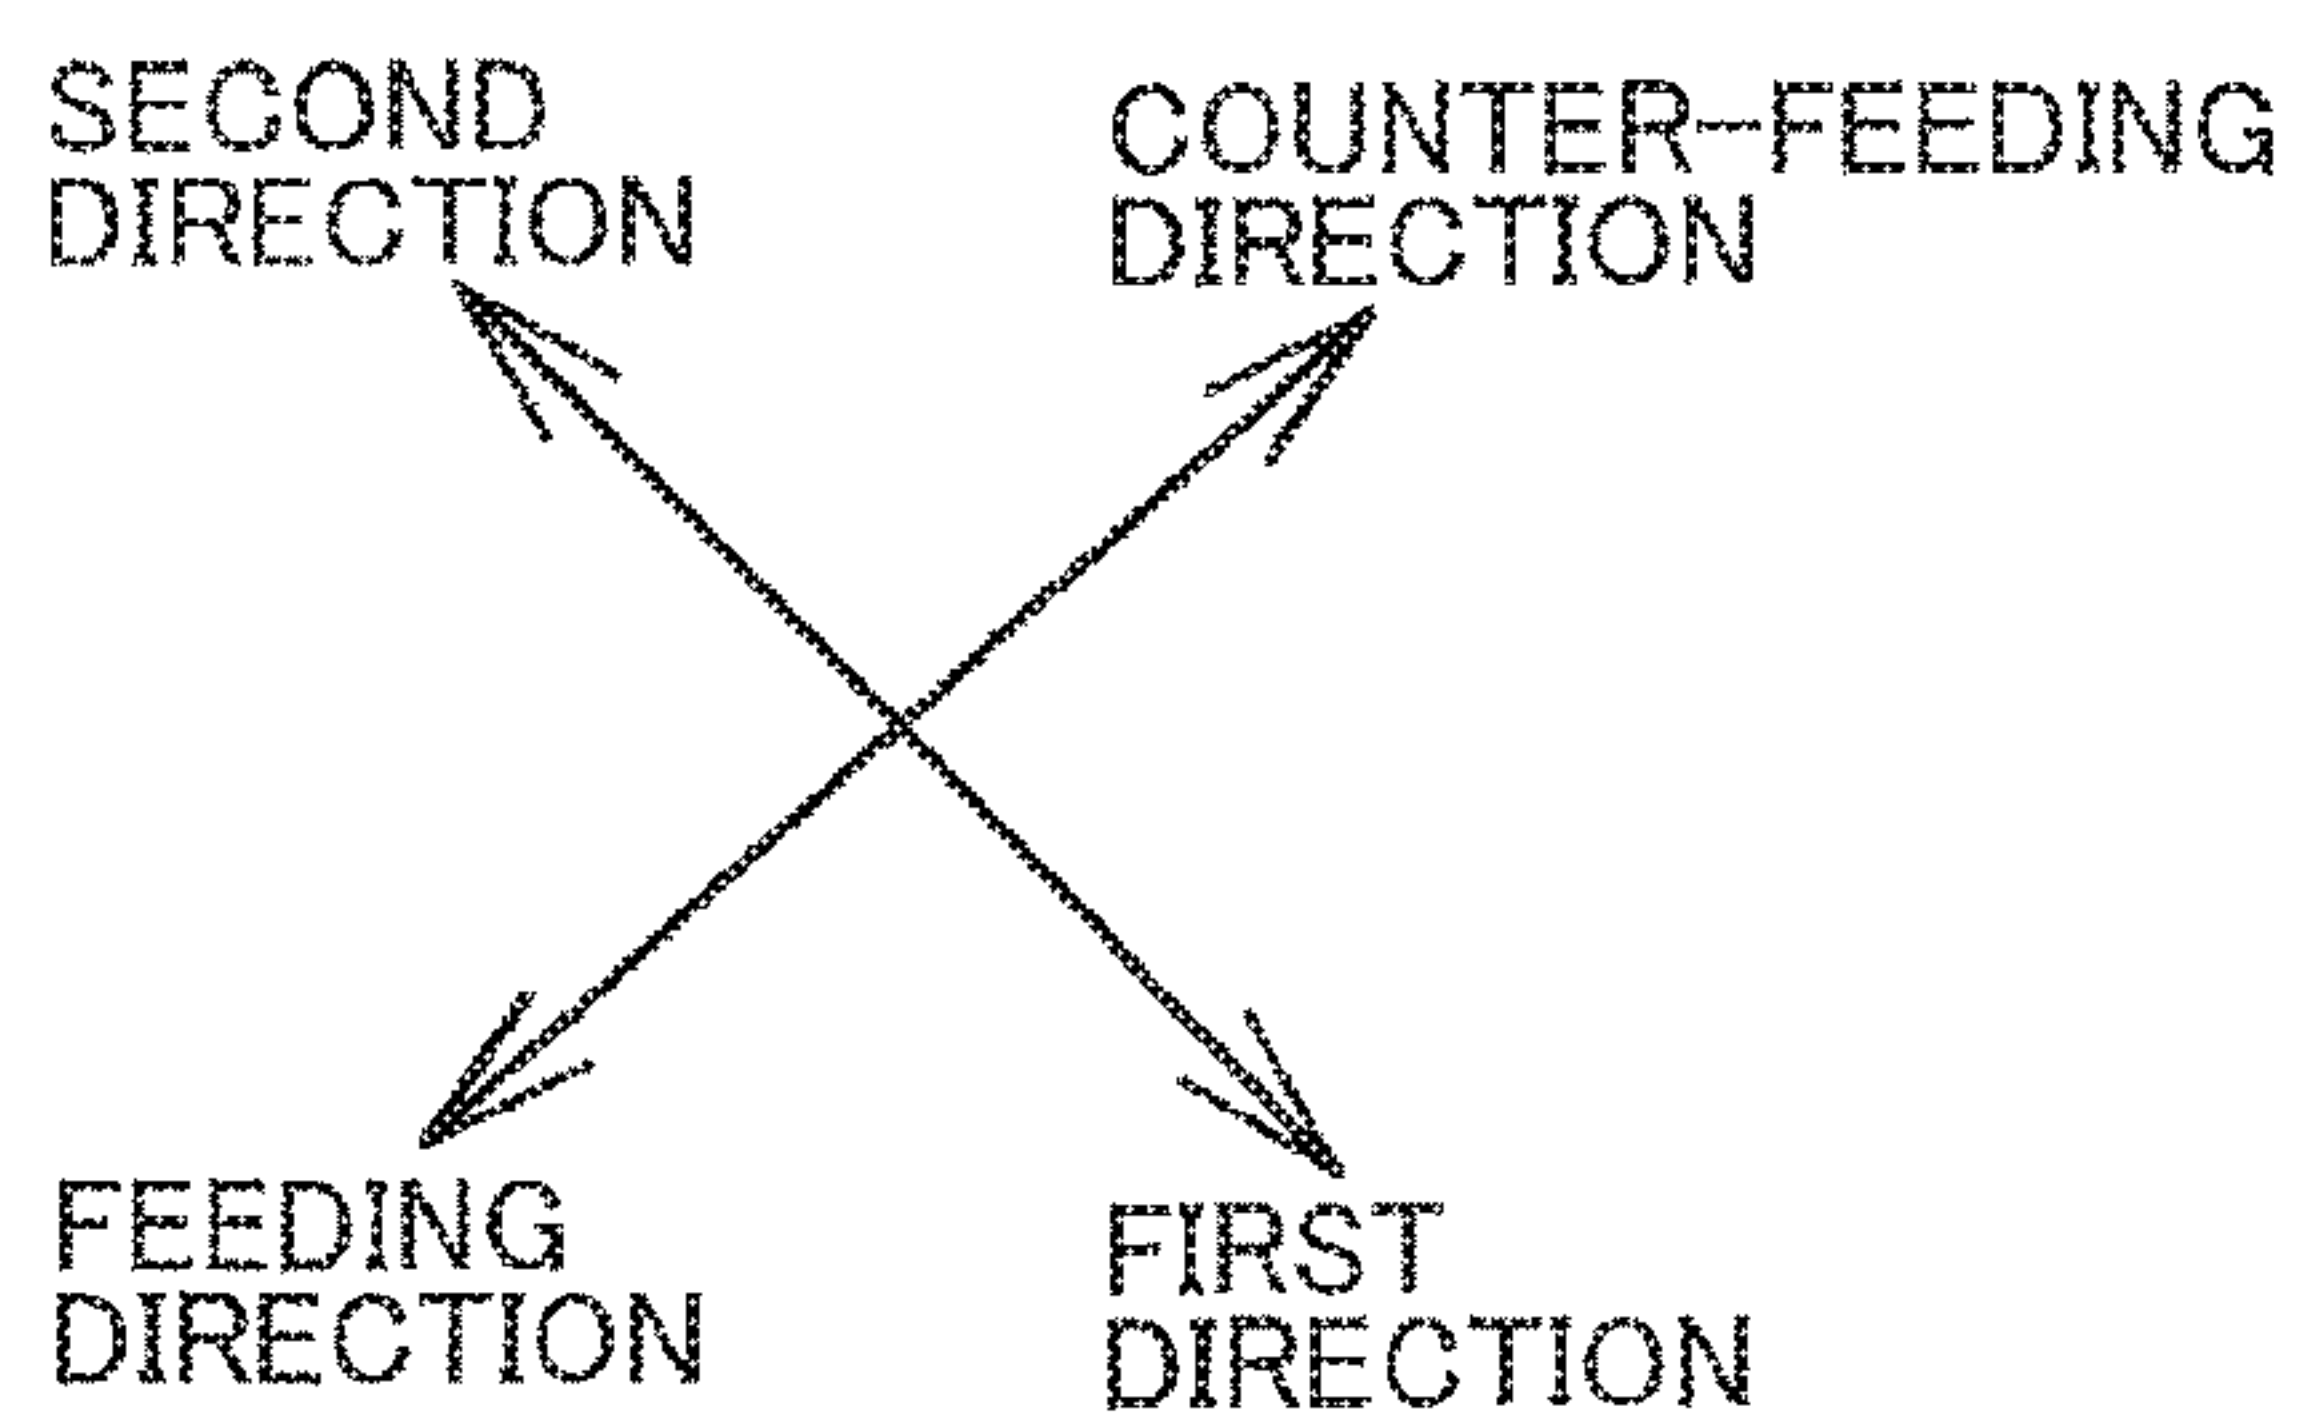 SECOND
DIRECTION
COUNTER-FEEDING
DIRECTION
FEEDING
DIRECTION
FIRST
DIRECTION